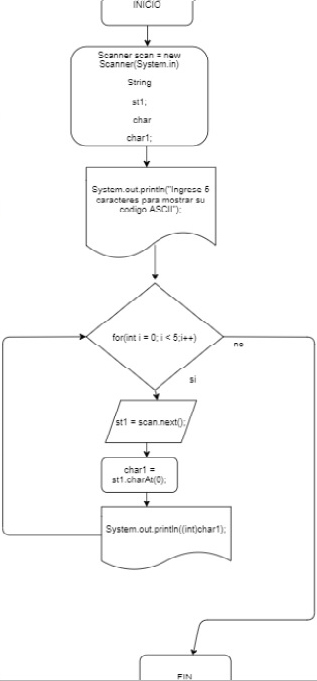 INICIO
Scanner scan = new
Scanner(System.in)
String
st1;
char
char1;
System.out.println("Ingrese 5
caracteres para mostrar su
codigo ASCII");
for(int i = 0; i < 5;i++)
no
si
st1 = scan.next();
char1 =
st1.charAt(0);
System.out.println((int)char1);
FIN